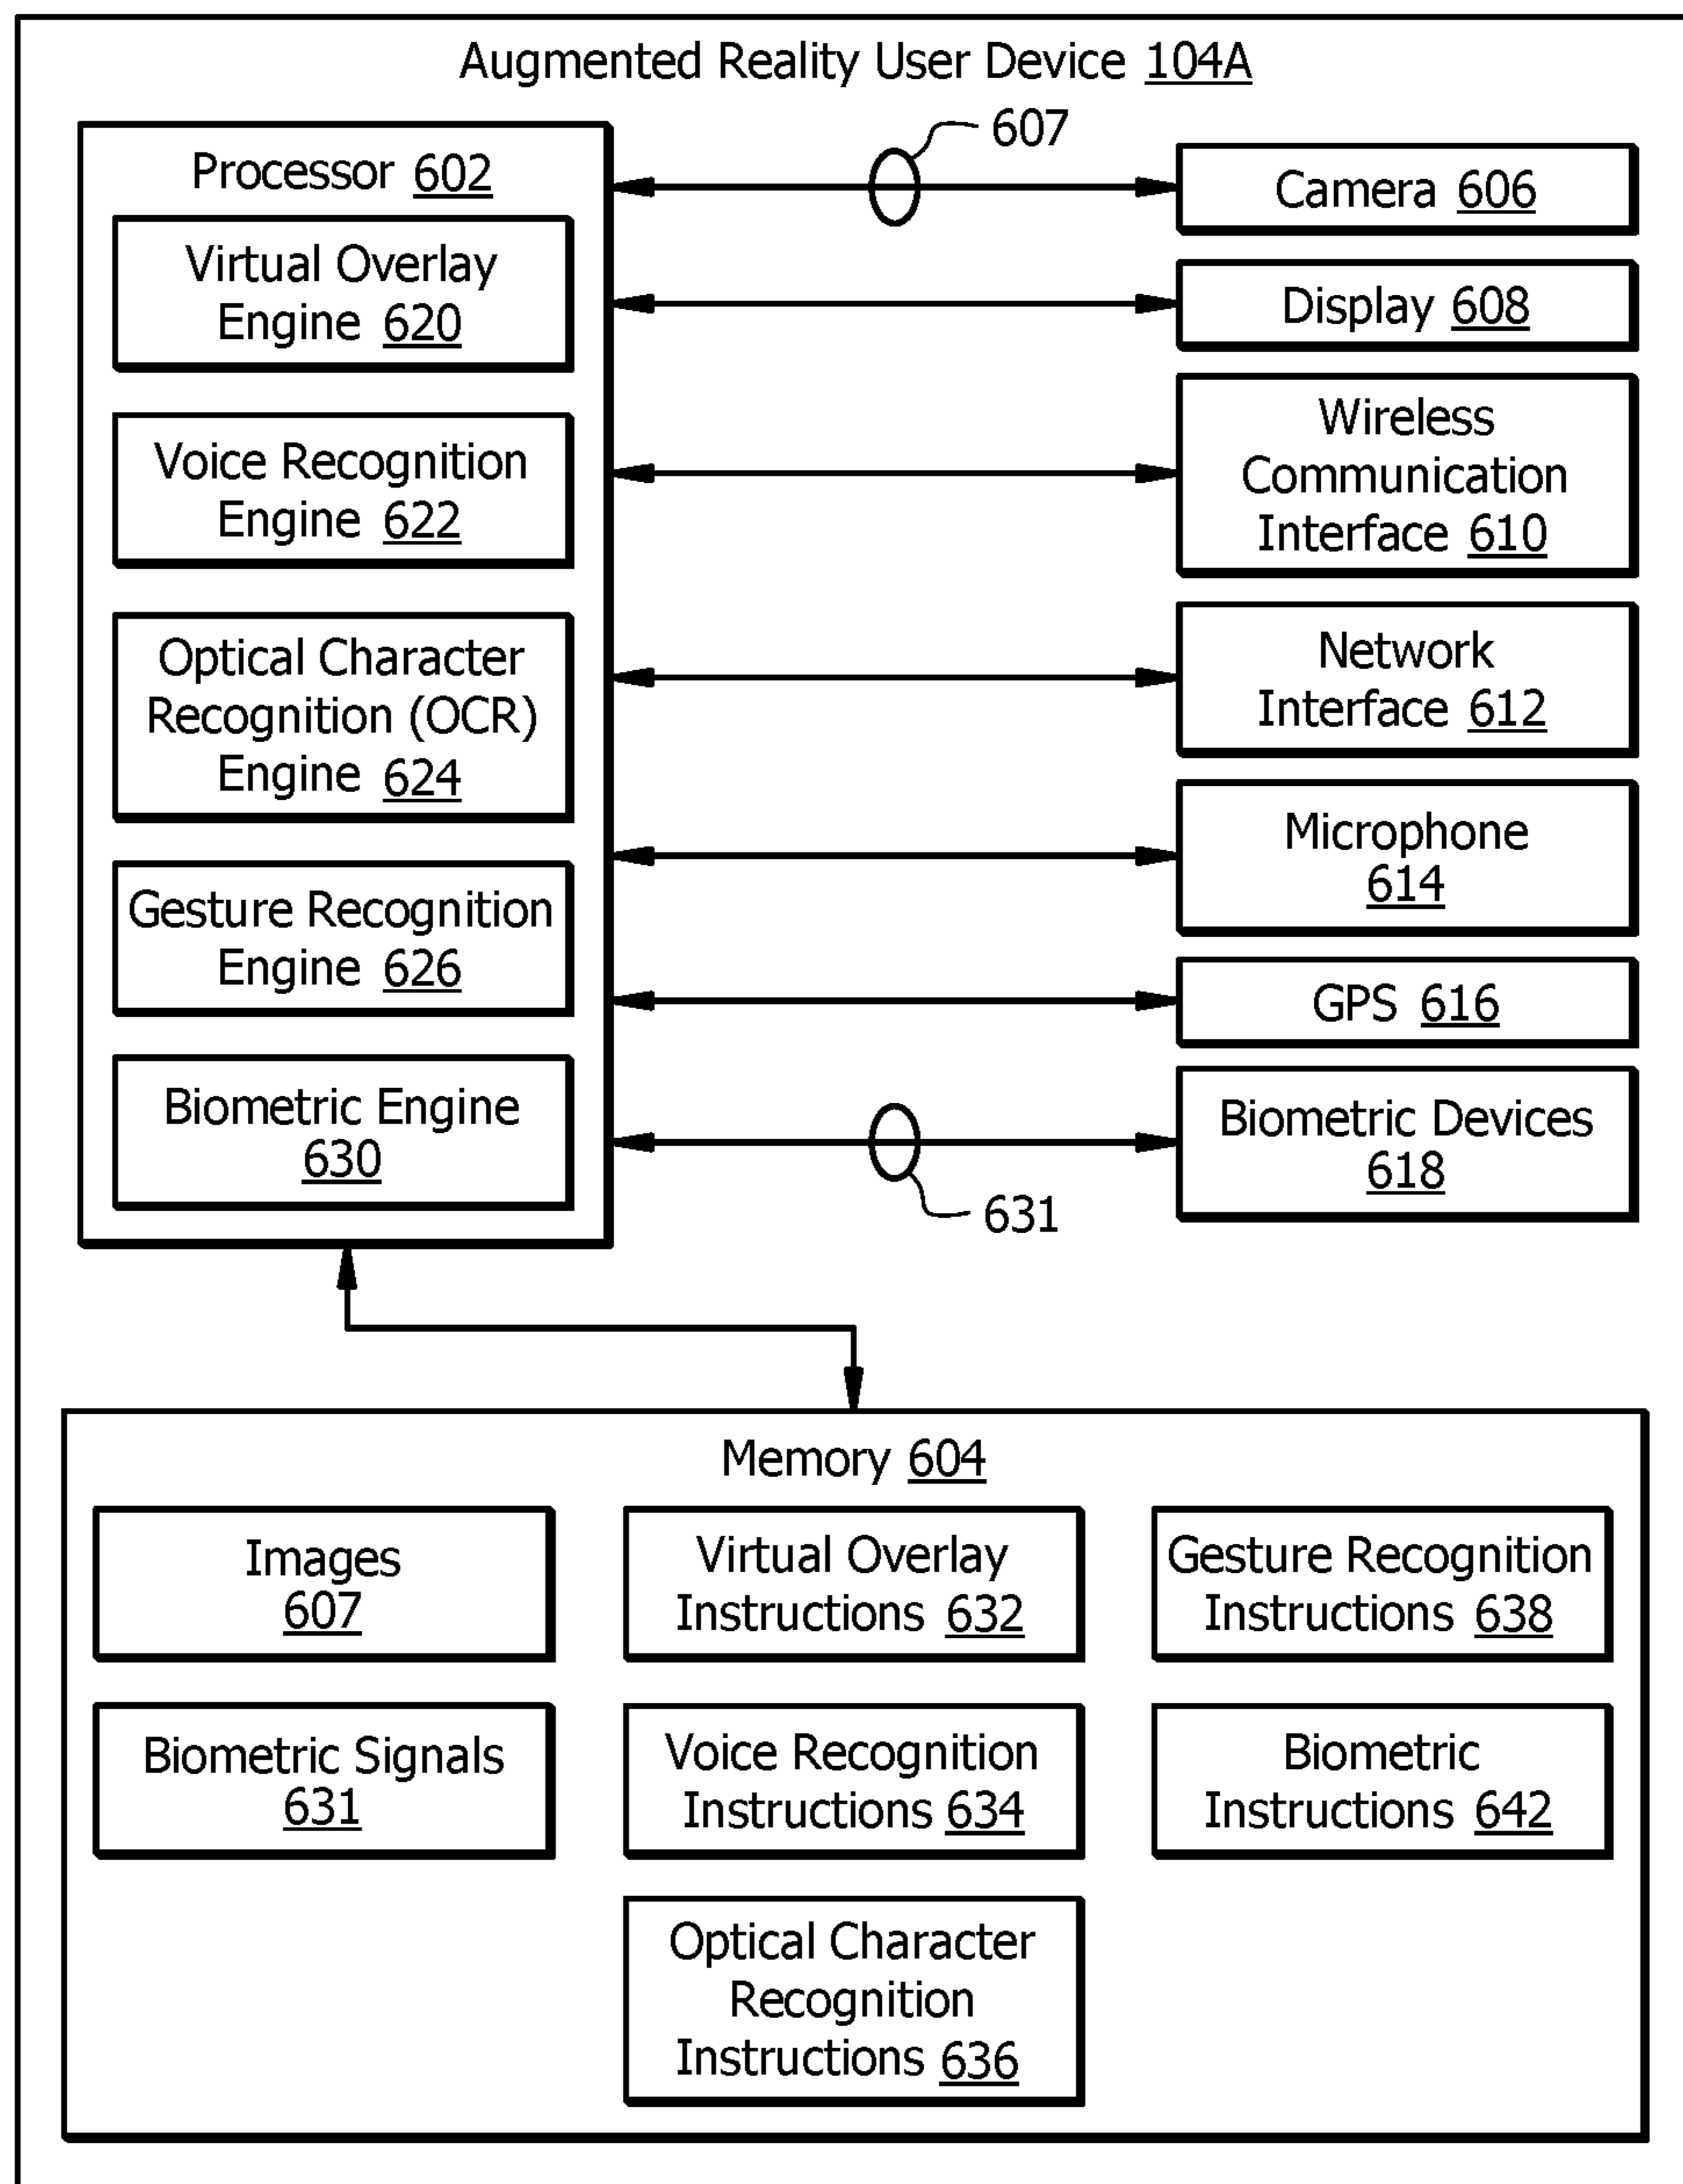 Augmented Reality User Device 104A
Processor 602
Virtual Overlay
Engine 620
Voice Recognition
Engine 622
Optical Character
Recognition (OCR)
Engine 624
Gesture Recognition
Engine 626
Biometric Engine
630
607
Camera 606
Display 608
Wireless
Communication
Interface 610
Network
Interface 612
Microphone
614
GPS 616
Biometric Devices
618
631
Memory 604
Images
607
Biometric Signals
631
Virtual Overlay
Instructions 632
Voice Recognition
Instructions 634
Optical Character
Recognition
Instructions 636
Gesture Recognition
Instructions 638
Biometric
Instructions 642